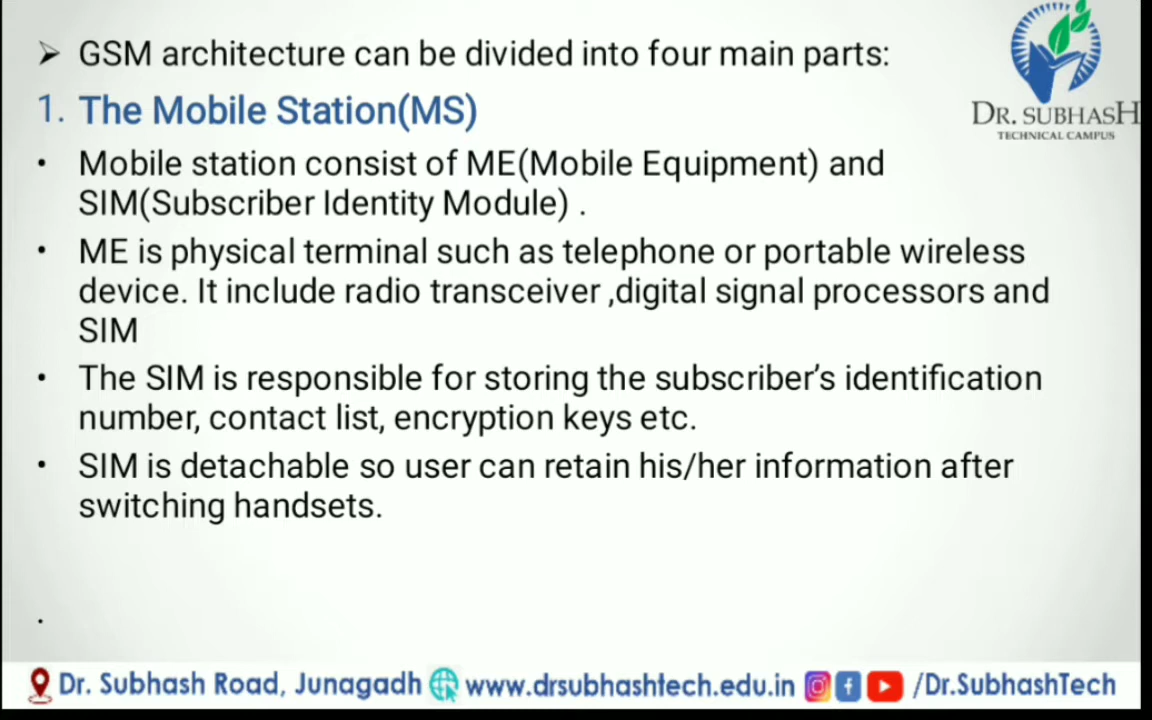 ➢ GSM architecture can be divided into four main parts:
DR. SUBHASH
TECHNICAL CAMPUS
1. The Mobile Station(MS)
• Mobile station consist of ME(Mobile Equipment) and
SIM(Subscriber Identity Module) .
• ME is physical terminal such as telephone or portable wireless
device. It include radio transceiver ,digital signal processors and
SIM
• The SIM is responsible for storing the subscriber's identification
number, contact list, encryption keys etc.
• SIM is detachable so user can retain his/her information after
switching handsets.
.
Dr. Subhash Road, Junagadh www.drsubhashtech.edu.in /Dr.SubhashTech